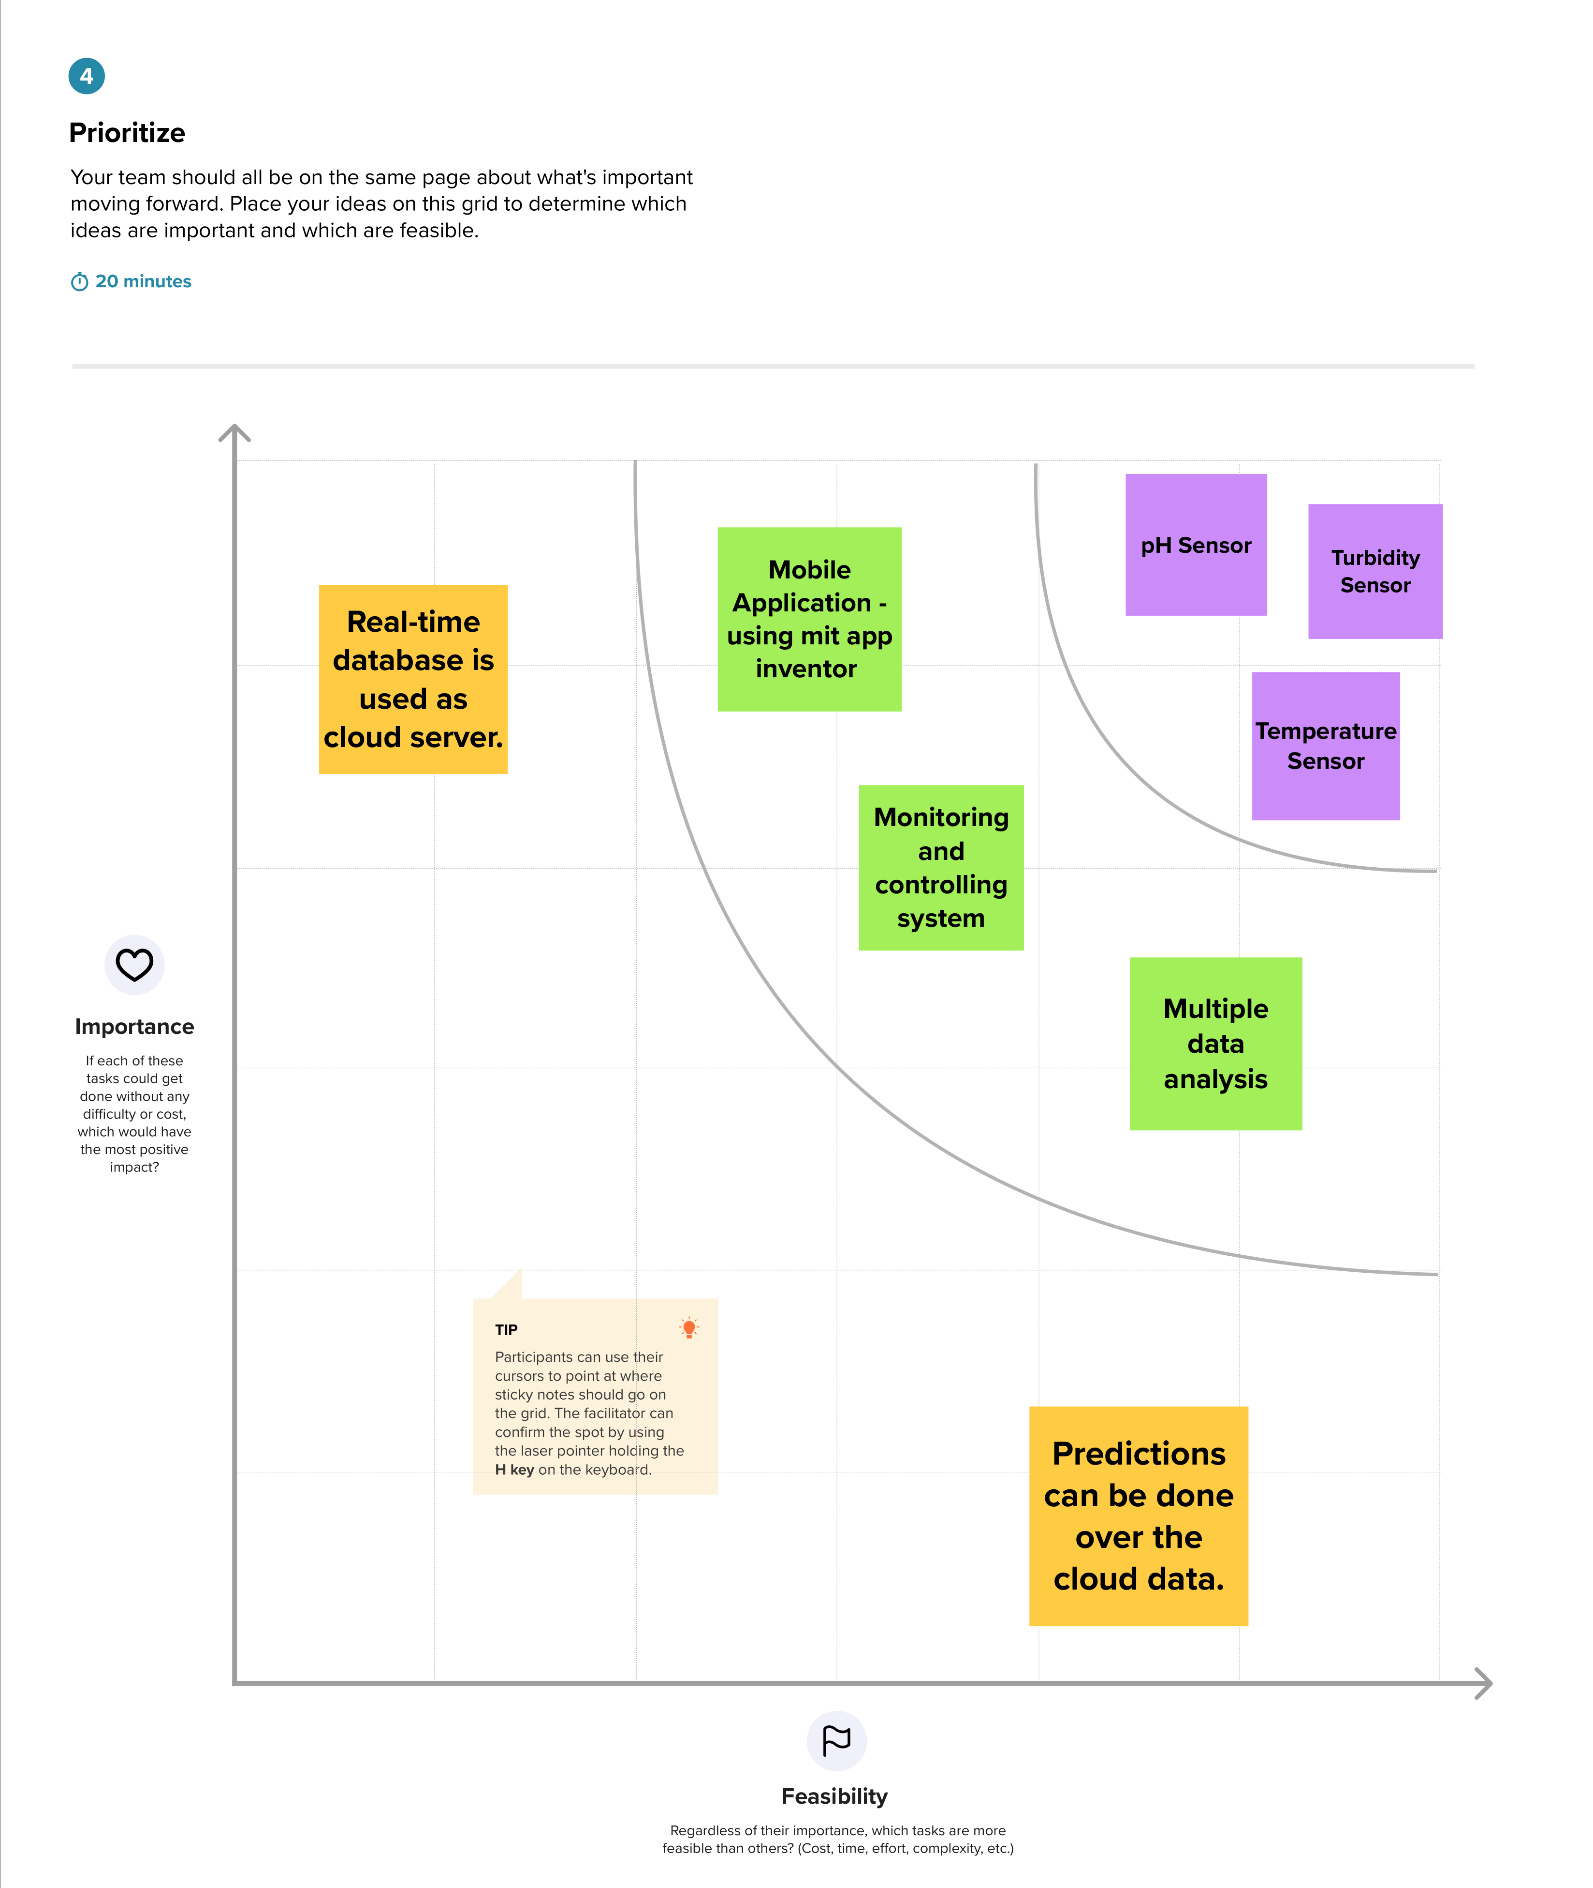 4
Prioritize
Your team should all be on the same page about what's important
moving forward. Place your ideas on this grid to determine which
ideas are important and which are feasible.
20 minutes
pH Sensor
Turbidity
Sensor
Mobile
Application -
using mit app
inventor
Real-time
database is
used as
cloud server.
Temperature
Sensor
Monitoring
and
controlling
system
Multiple
data
analysis
Importance
If each of these
tasks could get
done without any
difficulty or cost,
which would have
the most positive
impact?
TIP
Participants can use their
cursors to point at where
sticky notes should go on
the grid. The facilitator can
confirm the spot by using
the laser pointer holding the
H key on the keyboard.
Predictions
can be done
over the
cloud data.
Feasibility
Regardless of their importance, which tasks are more
feasible than others? (Cost, time, effort, complexity, etc.)